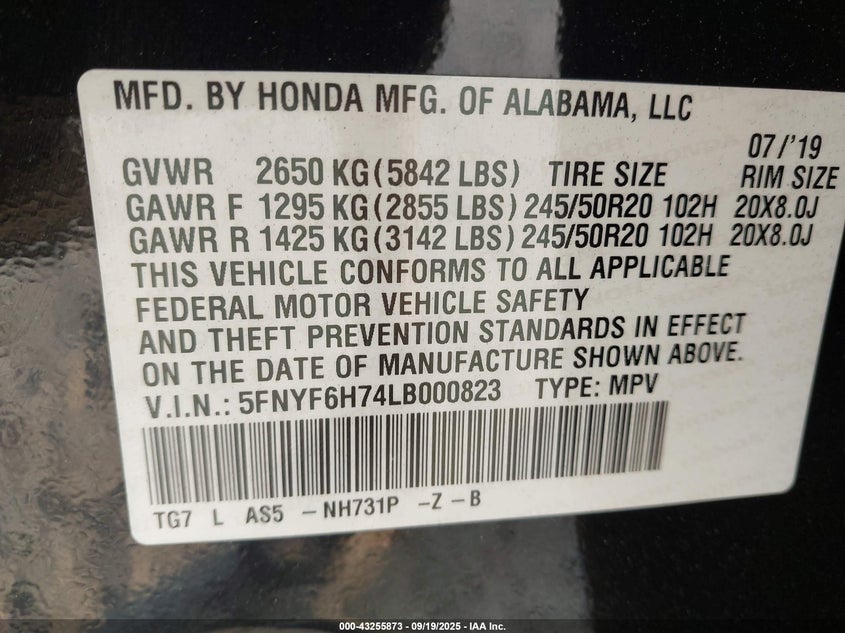 MFD. BY HONDA MFG. OF ALABAMA, LLC
07/'19
GVWR 2650 KG (5842 LBS) TIRE SIZE RIM SIZE
GAWR F 1295 KG (2855 LBS) 245/50R20 102H 20X8.0J
GAWR R 1425 KG (3142 LBS) 245/50R20 102H 20X8.0J
THIS VEHICLE CONFORMS TO ALL APPLICABLE
FEDERAL MOTOR VEHICLE SAFETY
AND THEFT PREVENTION STANDARDS IN EFFECT
ON THE DATE OF MANUFACTURE SHOWN ABOVE.
V.I.N.: 5FNYF6H74LB000823 TYPE: MPV
TG7 L AS5 -NH731P -Z -B
000-43255873 - 09/19/2025 - IAA Inc.